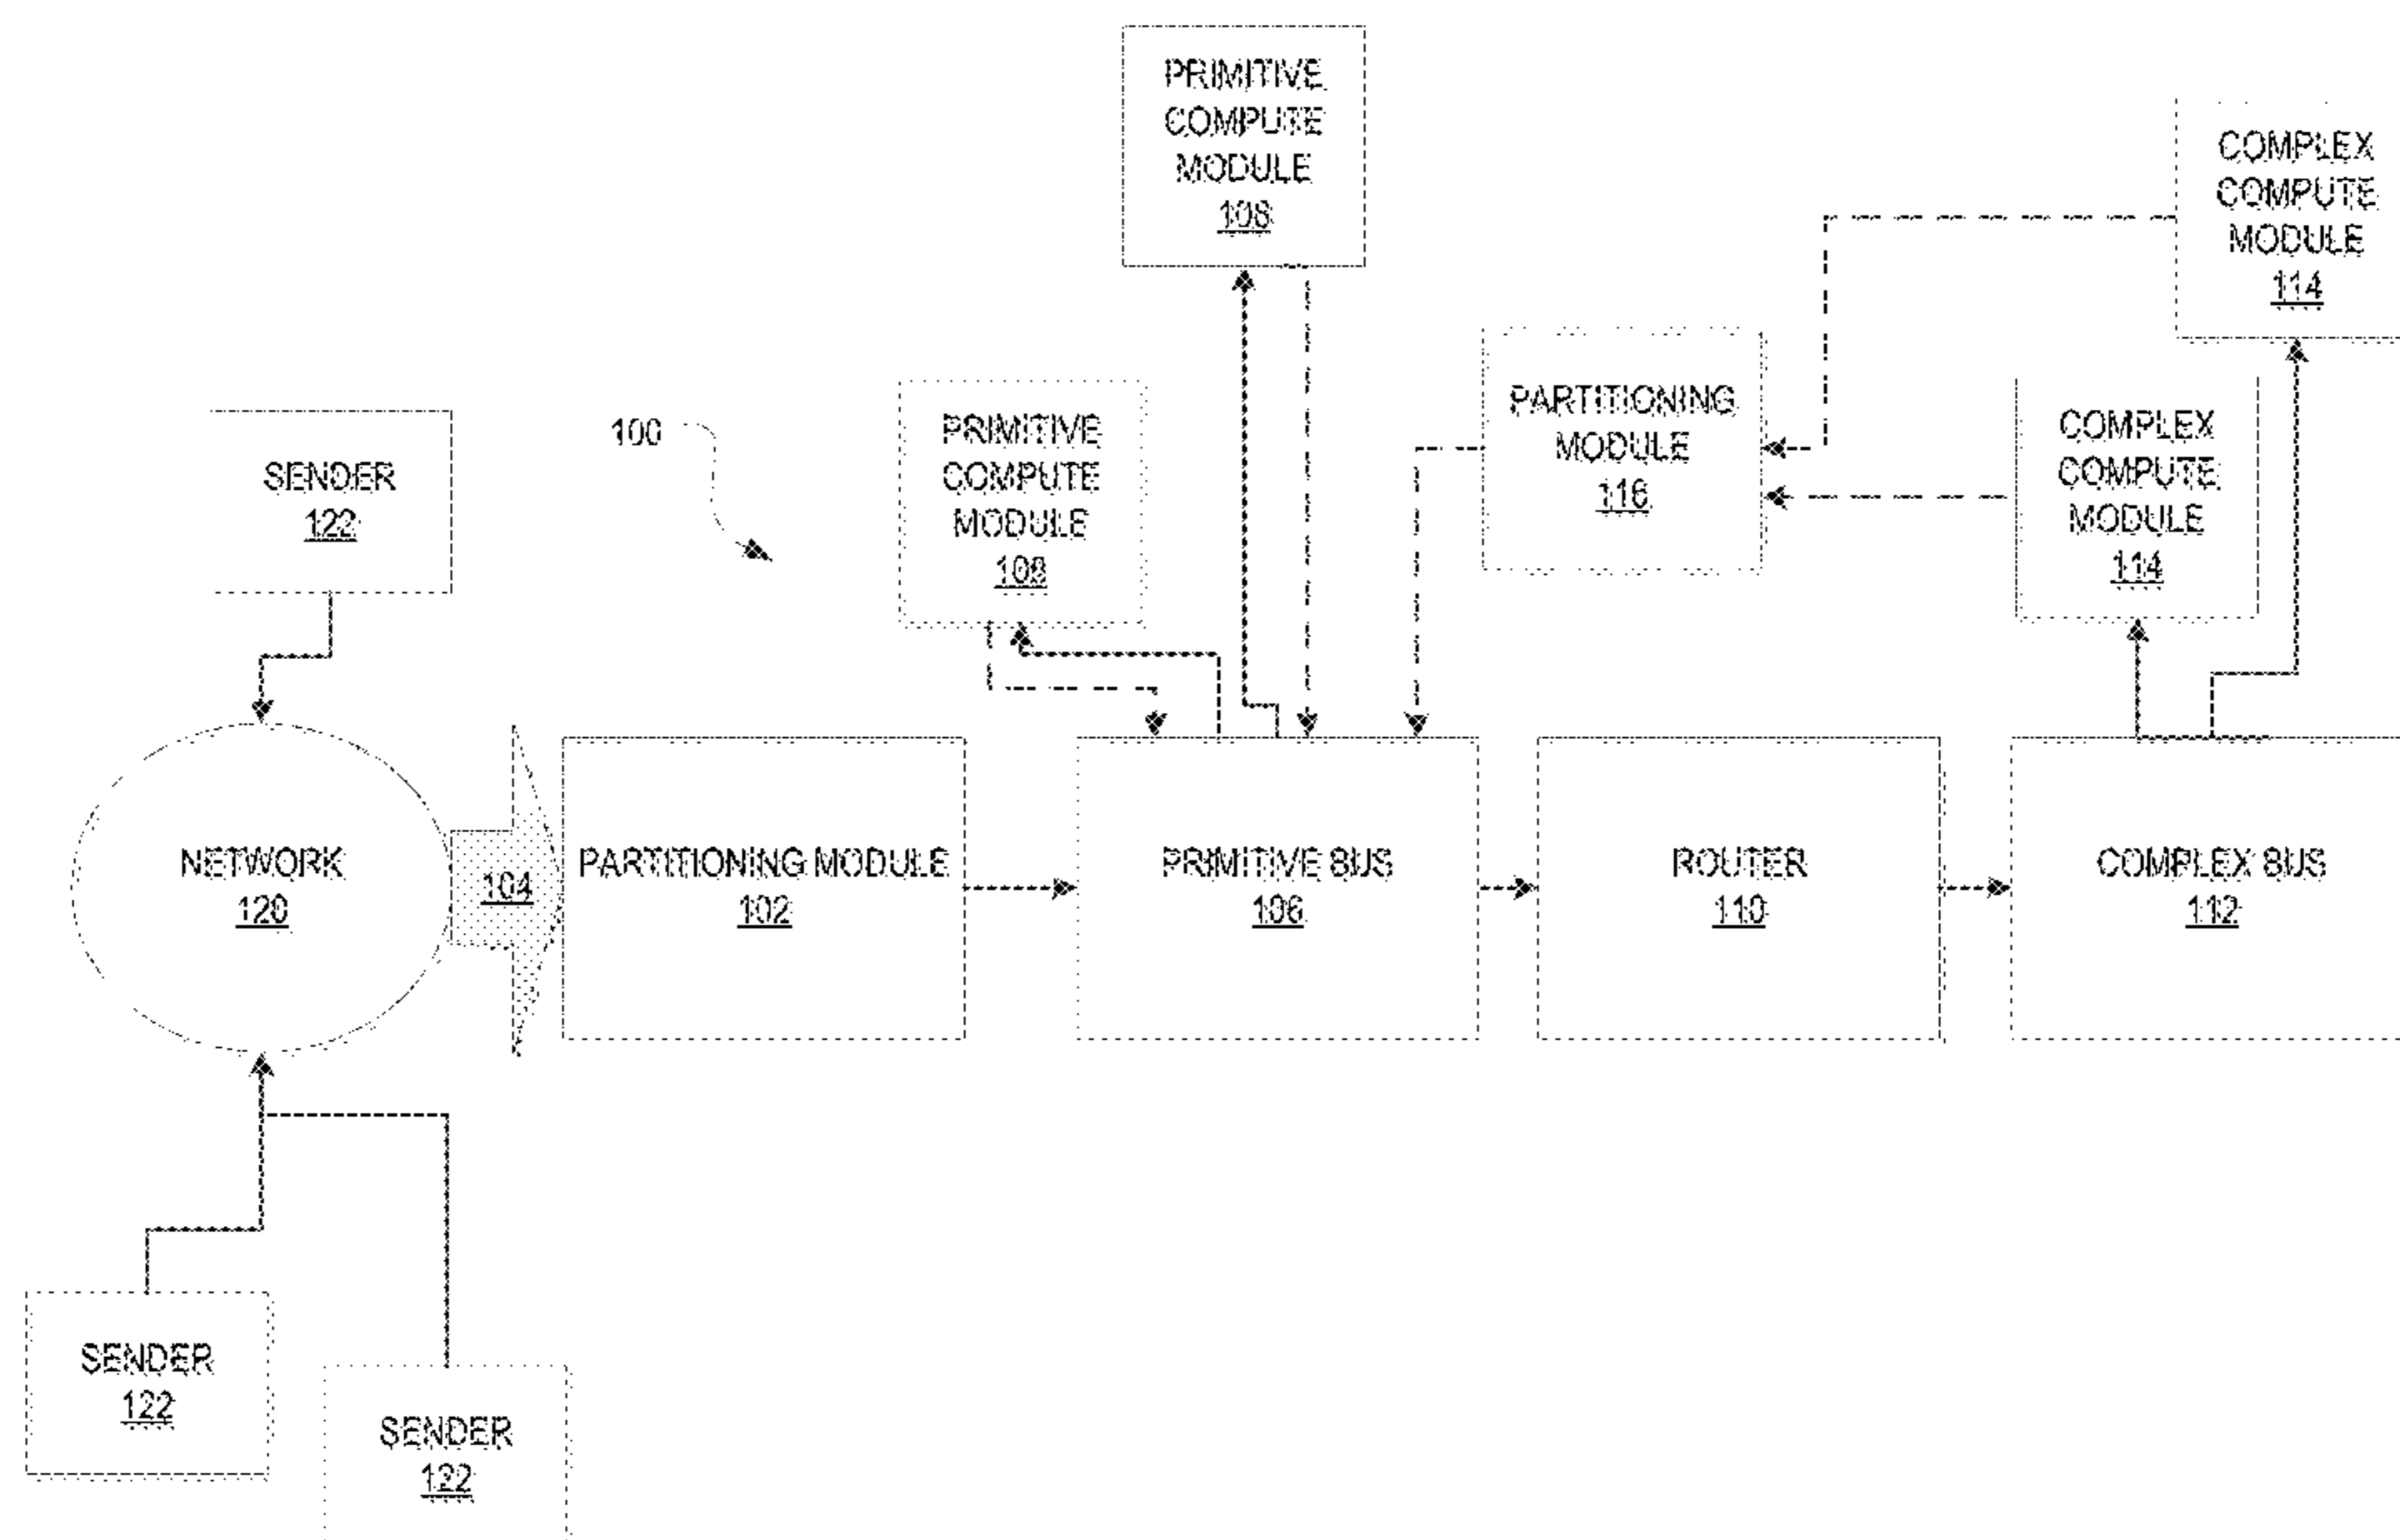 PRIMITIVE
COMPUTE
MODULE
108
COMPLEX
COMPUTE
MODULE
114
PARTITIONING
MODULE
116
COMPLEX
COMPUTE
MODULE
114
100
PRIMITIVE
COMPUTE
MODULE
108
SENDER
122
NETWORK
120
104
PARTITIONING MODULE
102
PRIMITIVE BUS
106
ROUTER
110
COMPLEX BUS
112
SENDER
122
SENDER
122